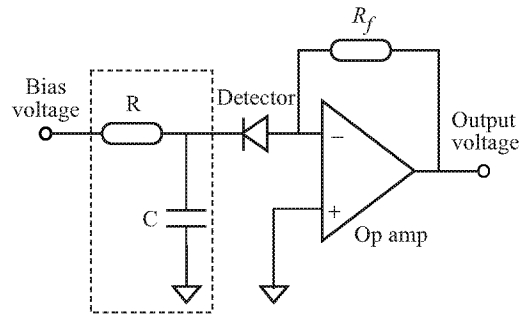 R_f
Bias
voltage
R
Detector
Output
voltage
−
+
C
Op amp